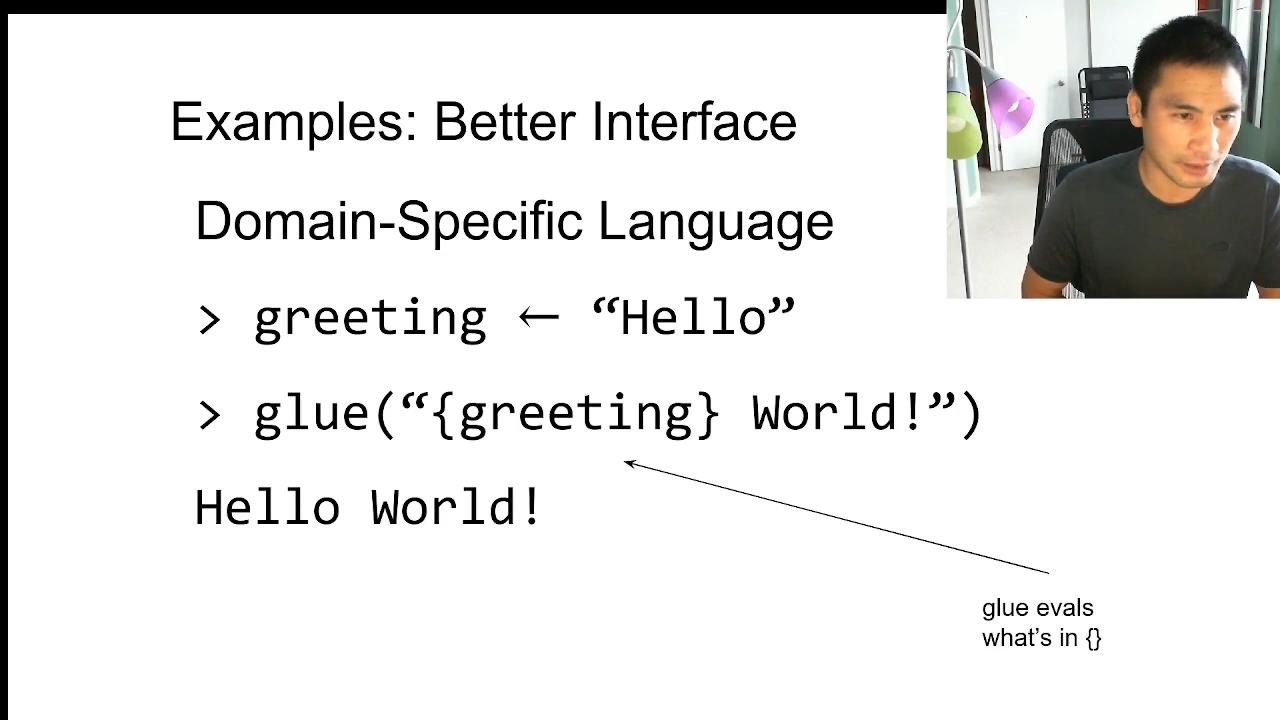 Examples: Better Interface
Domain-Specific Language
> greeting ← “Hello”
> glue(“{greeting} World!”)
Hello World!
glue evals
what’s in {}